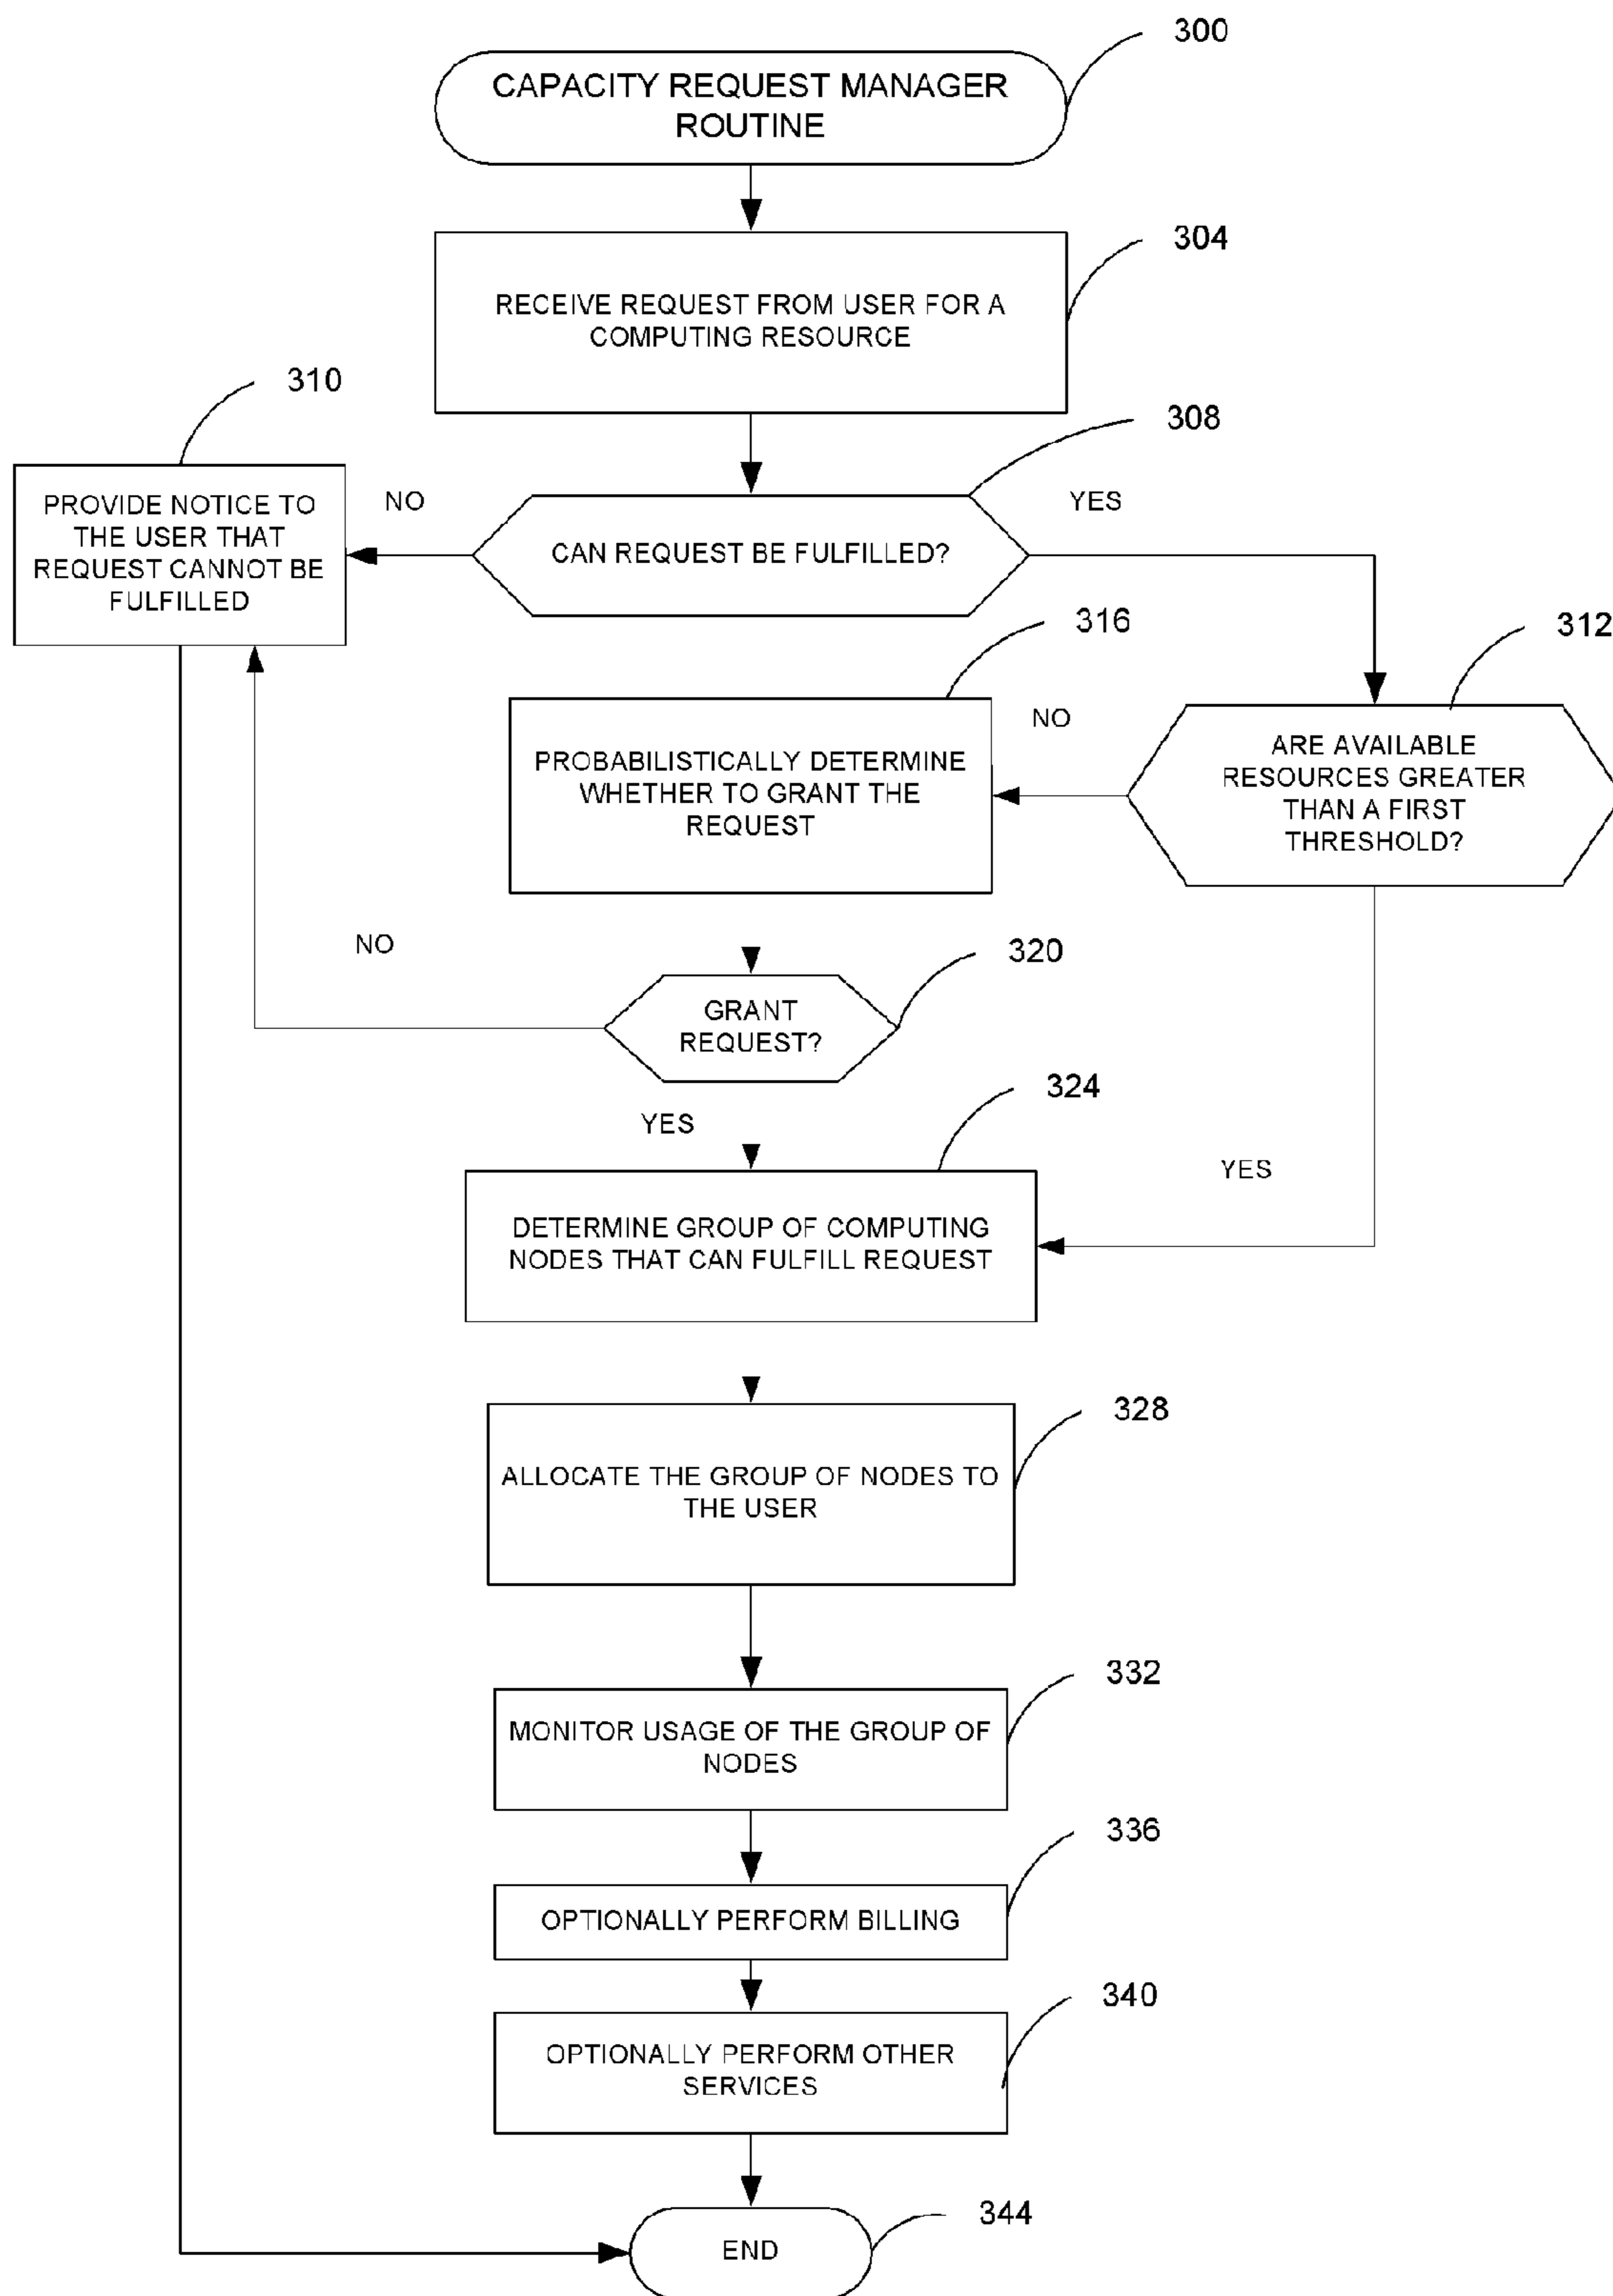 300
CAPACITY REQUEST MANAGER
ROUTINE
304
RECEIVE REQUEST FROM USER FOR A
COMPUTING RESOURCE
310
308
PROVIDE NOTICE TO
THE USER THAT
REQUEST CANNOT BE
FULFILLED
NO
CAN REQUEST BE FULFILLED?
YES
316
312
PROBABILISTICALLY DETERMINE
WHETHER TO GRANT THE
REQUEST
NO
ARE AVAILABLE
RESOURCES GREATER
THAN A FIRST
THRESHOLD?
NO
320
GRANT
REQUEST?
324
YES
YES
DETERMINE GROUP OF COMPUTING
NODES THAT CAN FULFILL REQUEST
328
ALLOCATE THE GROUP OF NODES TO
THE USER
332
MONITOR USAGE OF THE GROUP OF
NODES
336
OPTIONALLY PERFORM BILLING
340
OPTIONALLY PERFORM OTHER
SERVICES
344
END